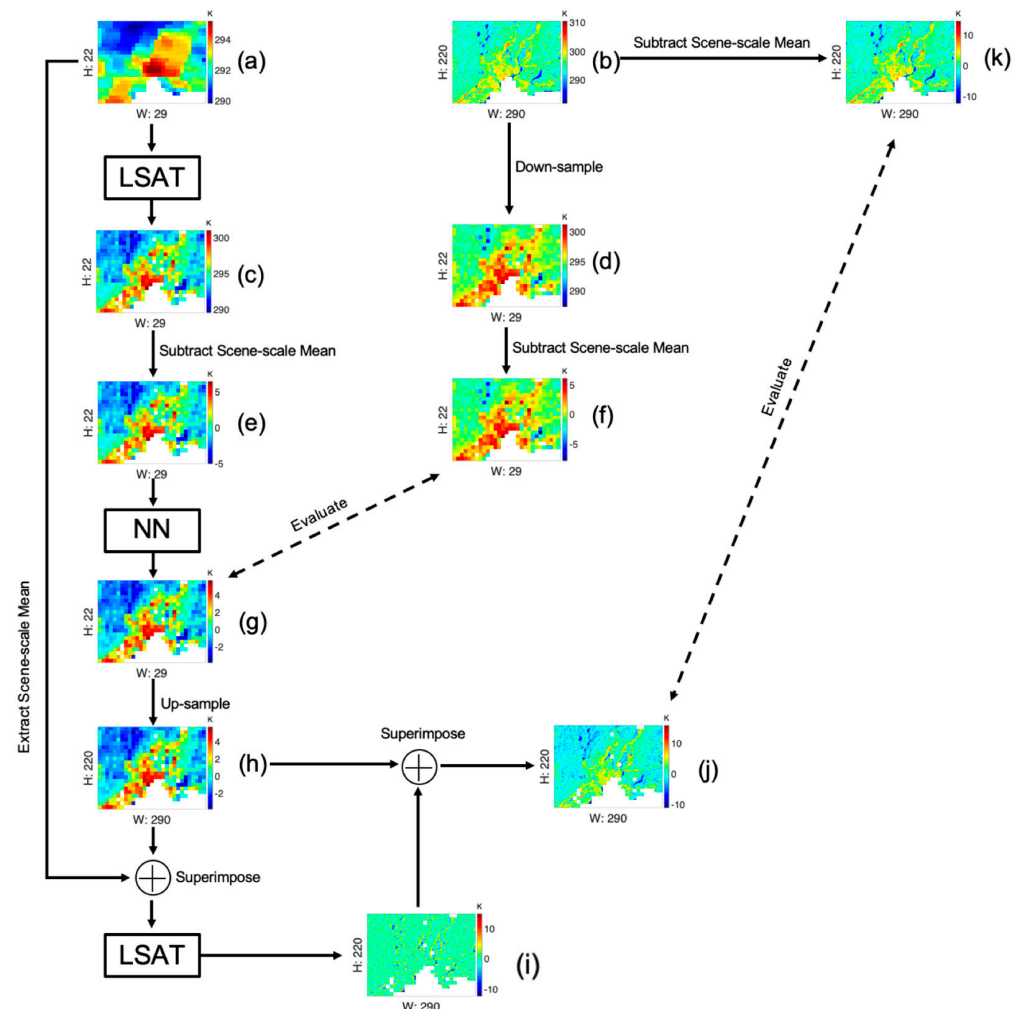 K
294
292
290
H: 22
W: 29
(a)
K
310
300
290
H: 220
W: 290
(b)
Subtract Scene-scale Mean
K
10
0
-10
H: 220
W: 290
(k)
LSAT
Down-sample
K
300
295
290
H: 22
W: 29
(c)
K
300
295
290
H: 22
W: 29
(d)
Subtract Scene-scale Mean
Subtract Scene-scale Mean
K
5
0
-5
H: 22
W: 29
(e)
K
5
0
-5
H: 22
W: 29
(f)
Evaluate
Evaluate
NN
K
4
2
0
-2
H: 22
W: 29
(g)
Extract Scene-scale Mean
Up-sample
K
4
2
0
-2
H: 220
W: 290
(h)
Superimpose
K
10
0
-10
H: 220
W: 290
(j)
Superimpose
LSAT
K
10
0
-10
H: 220
W: 290
(i)